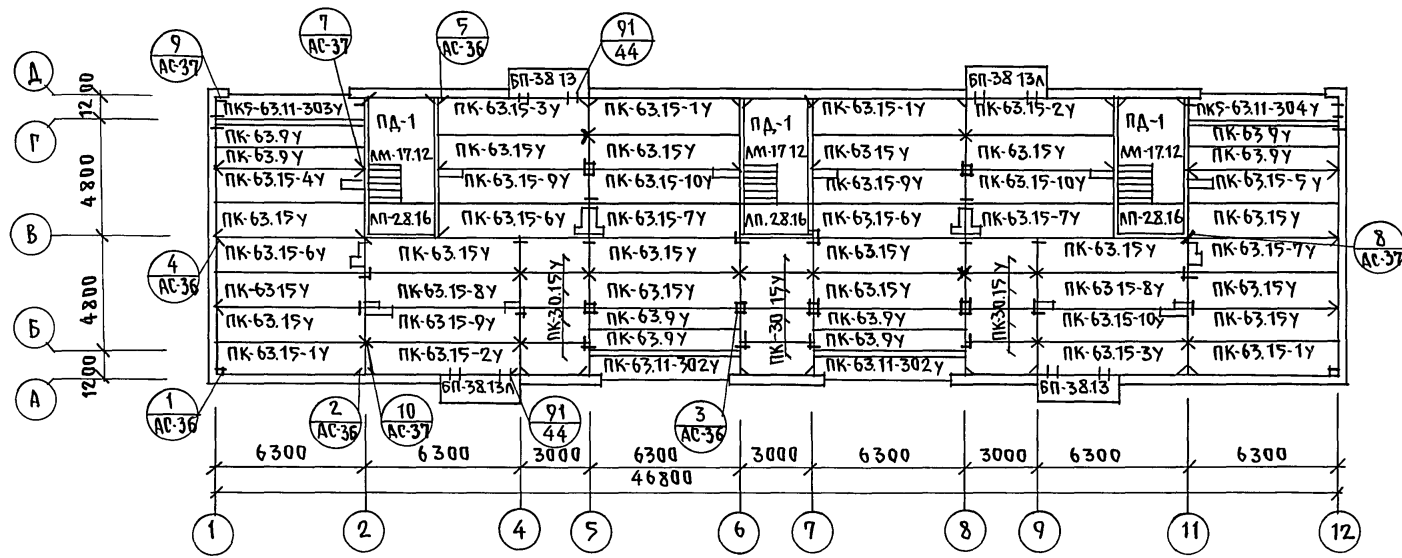 9
АС-37
7
АС-37
5
АС-36
91
44
Д
Г
В
Б
А
1200
4800
4800
1200
БП-38 13
БП-38 13л
ПК5-63.11-303У
ПК-63.15-3У
ПК-63.15-1У
ПК-63.15-1У
ПК-63.15-2У
ПК5-63.11-304У
ПД-1
ПД-1
ПД-1
ПК-63.9У
ПК-63.9У
ПК-63.9У
ПК-63.9У
ЛМ-17.12
ПК-63.15У
ПК-63.15У
ЛМ-17.12
ПК-63 15У
ПК-63.15У
ЛМ-17.12
ПК-63.15-4У
ПК-63.15-9У
ПК-63.15-10У
ПК-63.15-9У
ПК-63.15-10У
ПК-63.15-5У
ПК-63.15У
ЛП-28.16
ПК-63.15-6У
ПК-63.15-7У
ЛП.28.16
ПК-63.15-6У
ПК-63.15-7У
ЛП-28.16
ПК-63.15У
4
АС-36
8
АС-37
ПК-63.15-6У
ПК-63.15У
ПК-63.15У
ПК-63.15У
ПК-63.15У
ПК-63.15-7У
ПК-63.15У
ПК-63.15-8У
ПК-30.15У
ПК-63.15У
ПК-30 15У
ПК-63.15У
ПК-30.15У
ПК-63.15-8У
ПК-63.15У
ПК-63.15У
ПК-63 15-9У
ПК-63.9У
ПК-63.9У
ПК-63.15-10У
ПК-63.15У
ПК-63.9У
ПК-63.9У
ПК-63.15-1У
ПК-63.15-2У
ПК-63.11-302У
ПК-63.11-302У
ПК-63.15-3У
ПК-63.15-1У
БП-38.13л
БП-38.13
1
АС-36
2
АС-36
10
АС-37
91
44
3
АС-36
6300
6300
3000
6300
3000
6300
3000
6300
6300
46800
1
2
4
5
6
7
8
9
11
12